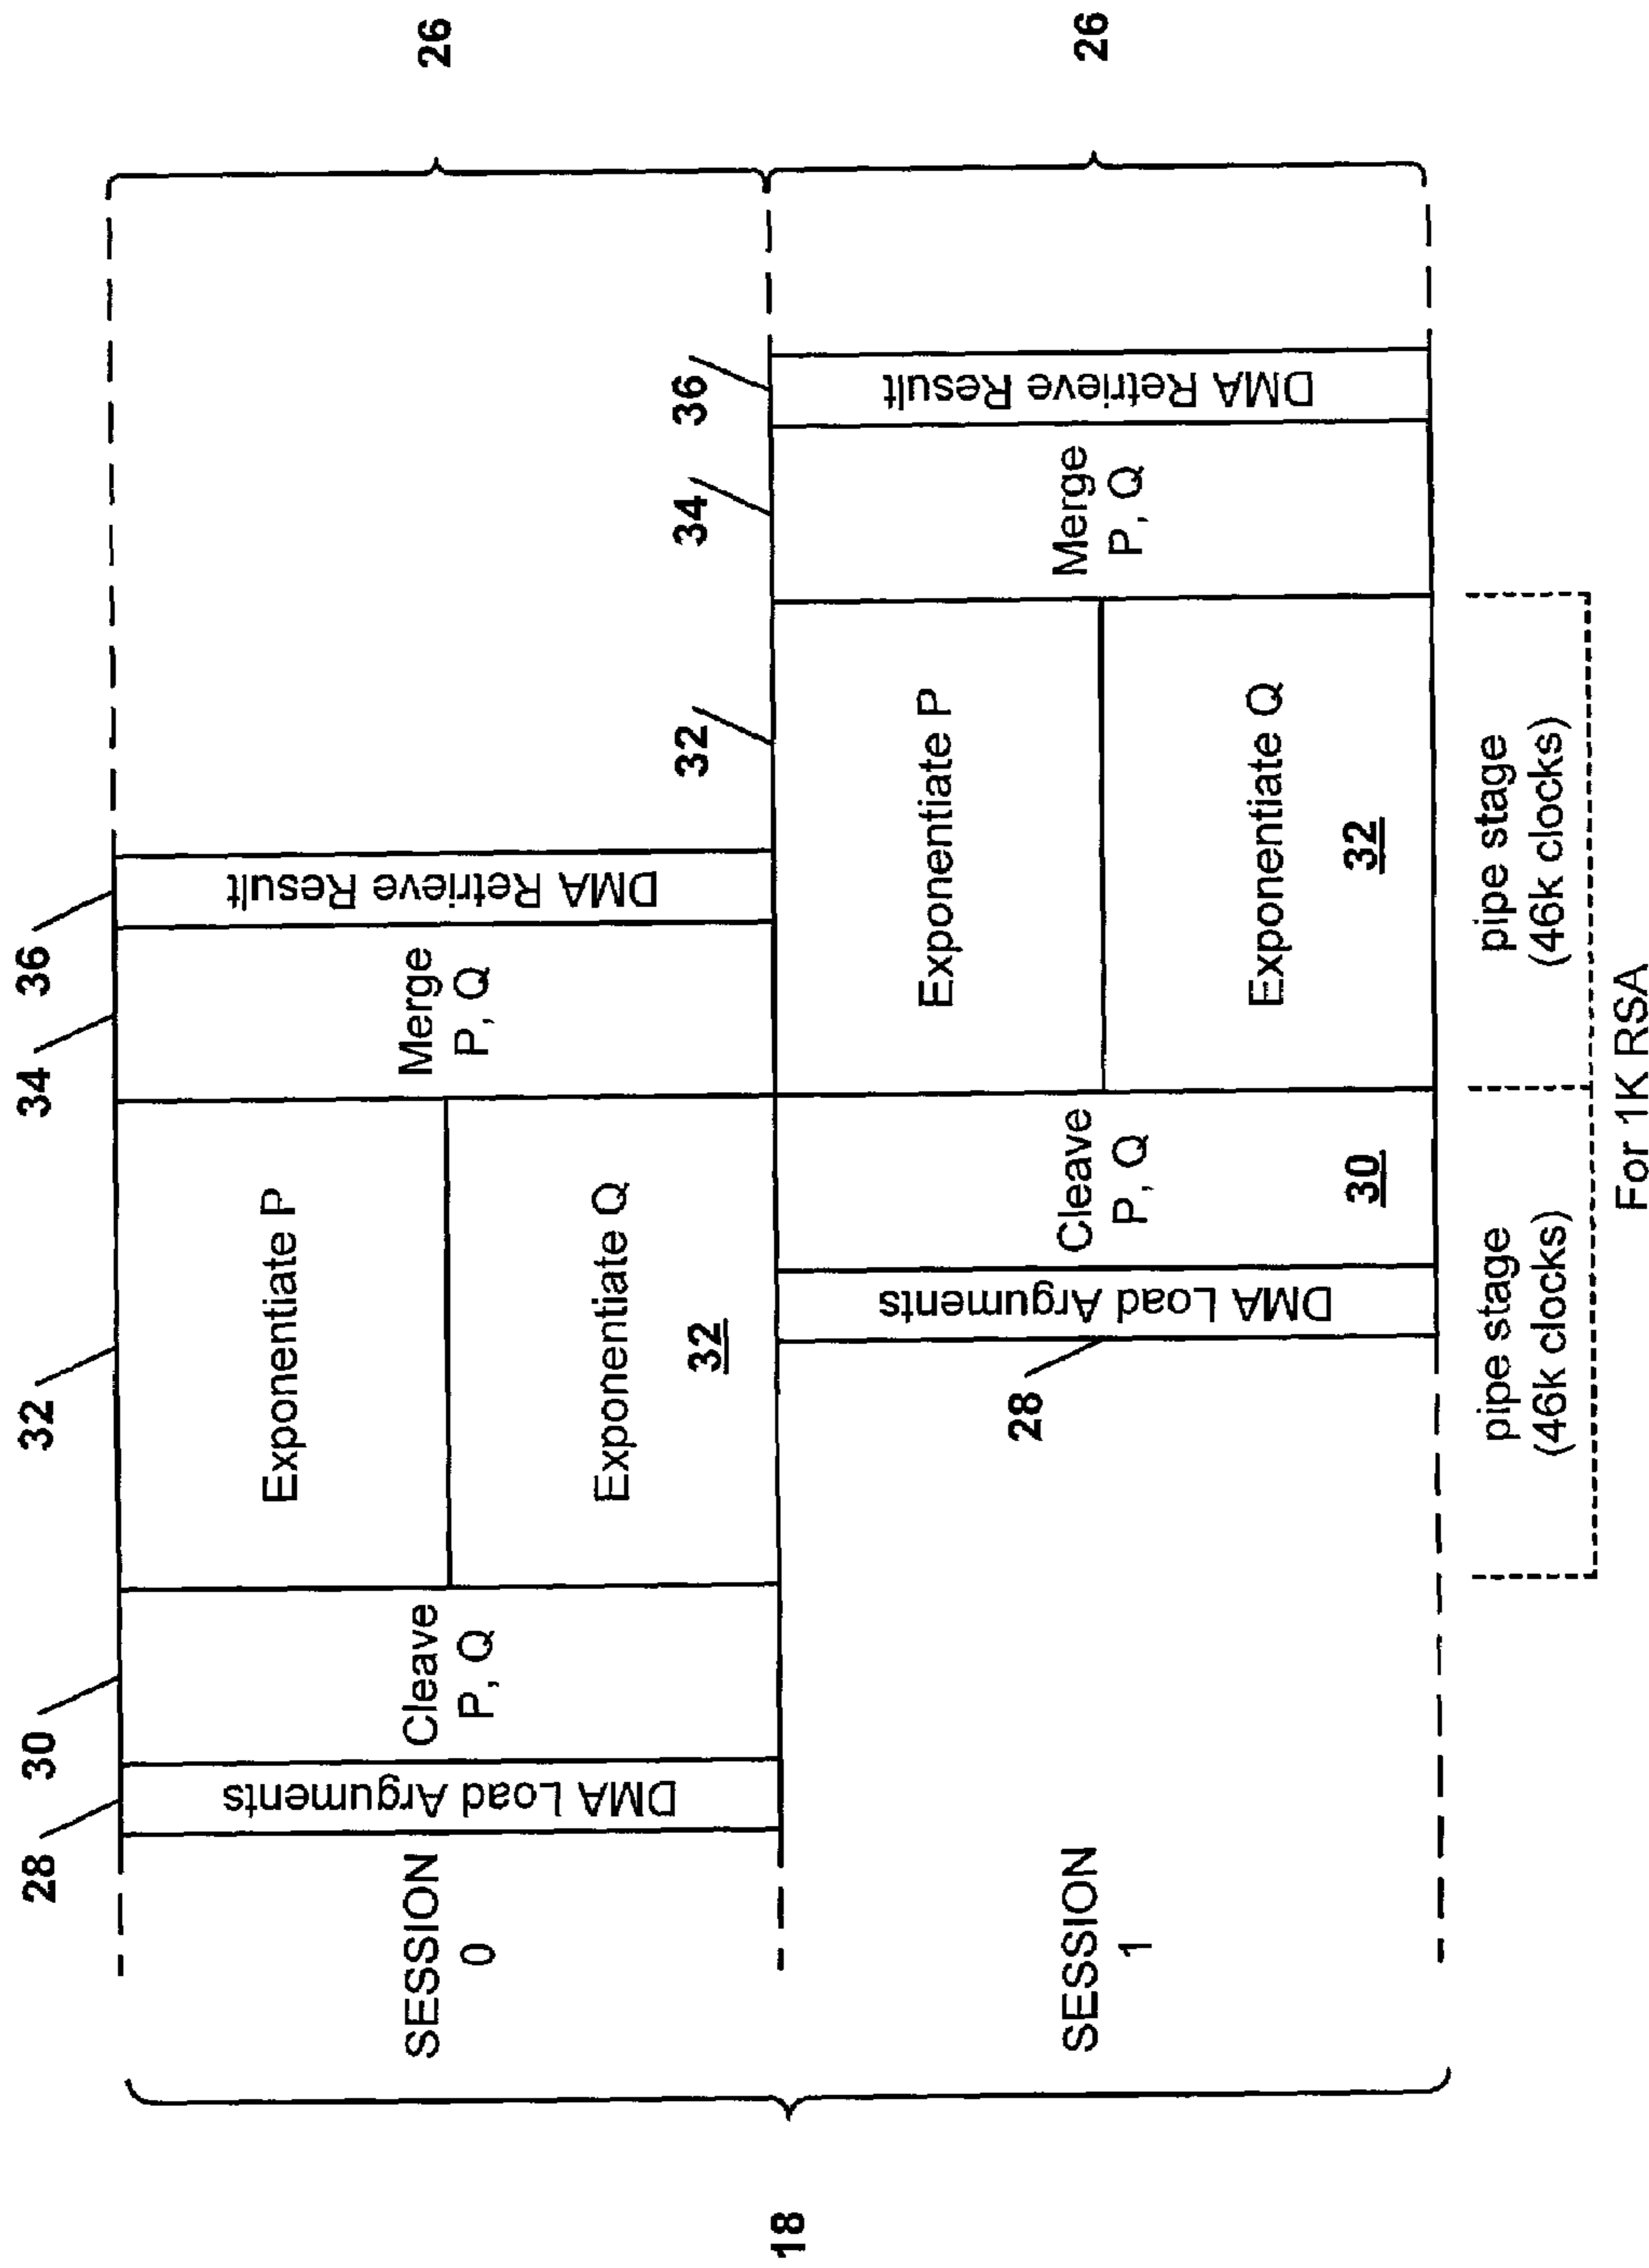 28
30
32
34
36
26
SESSION
0
DMA Load Arguments
Cleave
P, Q
Exponentiate P
Exponentiate Q
32
Merge
P, Q
DMA Retrieve Result
18
32
34
36
26
SESSION
1
28
DMA Load Arguments
Cleave
P, Q
30
Exponentiate P
Exponentiate Q
32
Merge
P, Q
DMA Retrieve Result
pipe stage
(46k clocks)
pipe stage
(46k clocks)
For 1K RSA